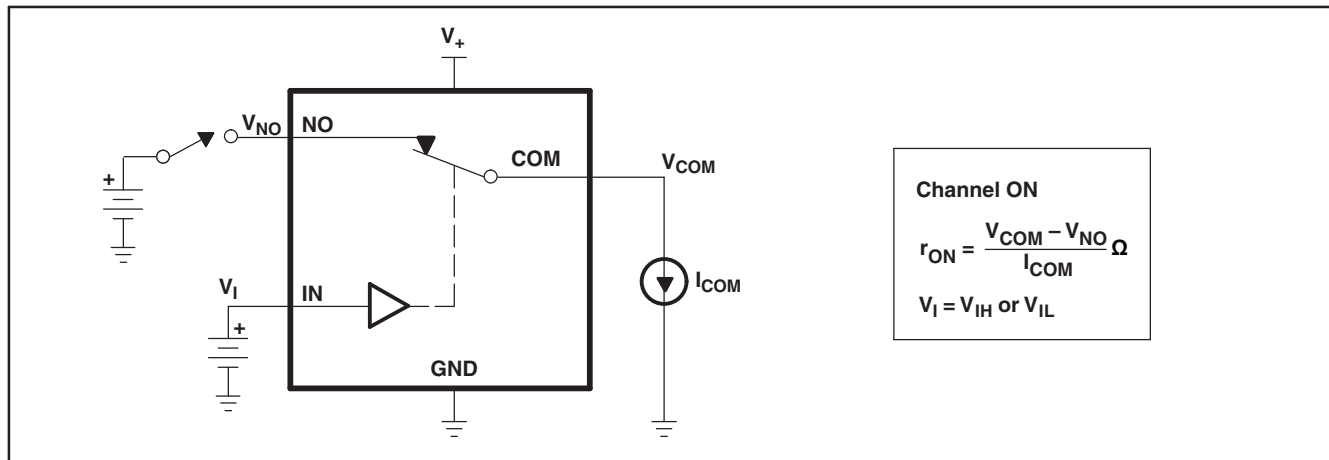 V+
VNO NO
COM
VCOM
+
VI IN
+
ICOM
GND
Channel ON
rON = VCOM – VNO / ICOM Ω
VI = VIH or VIL